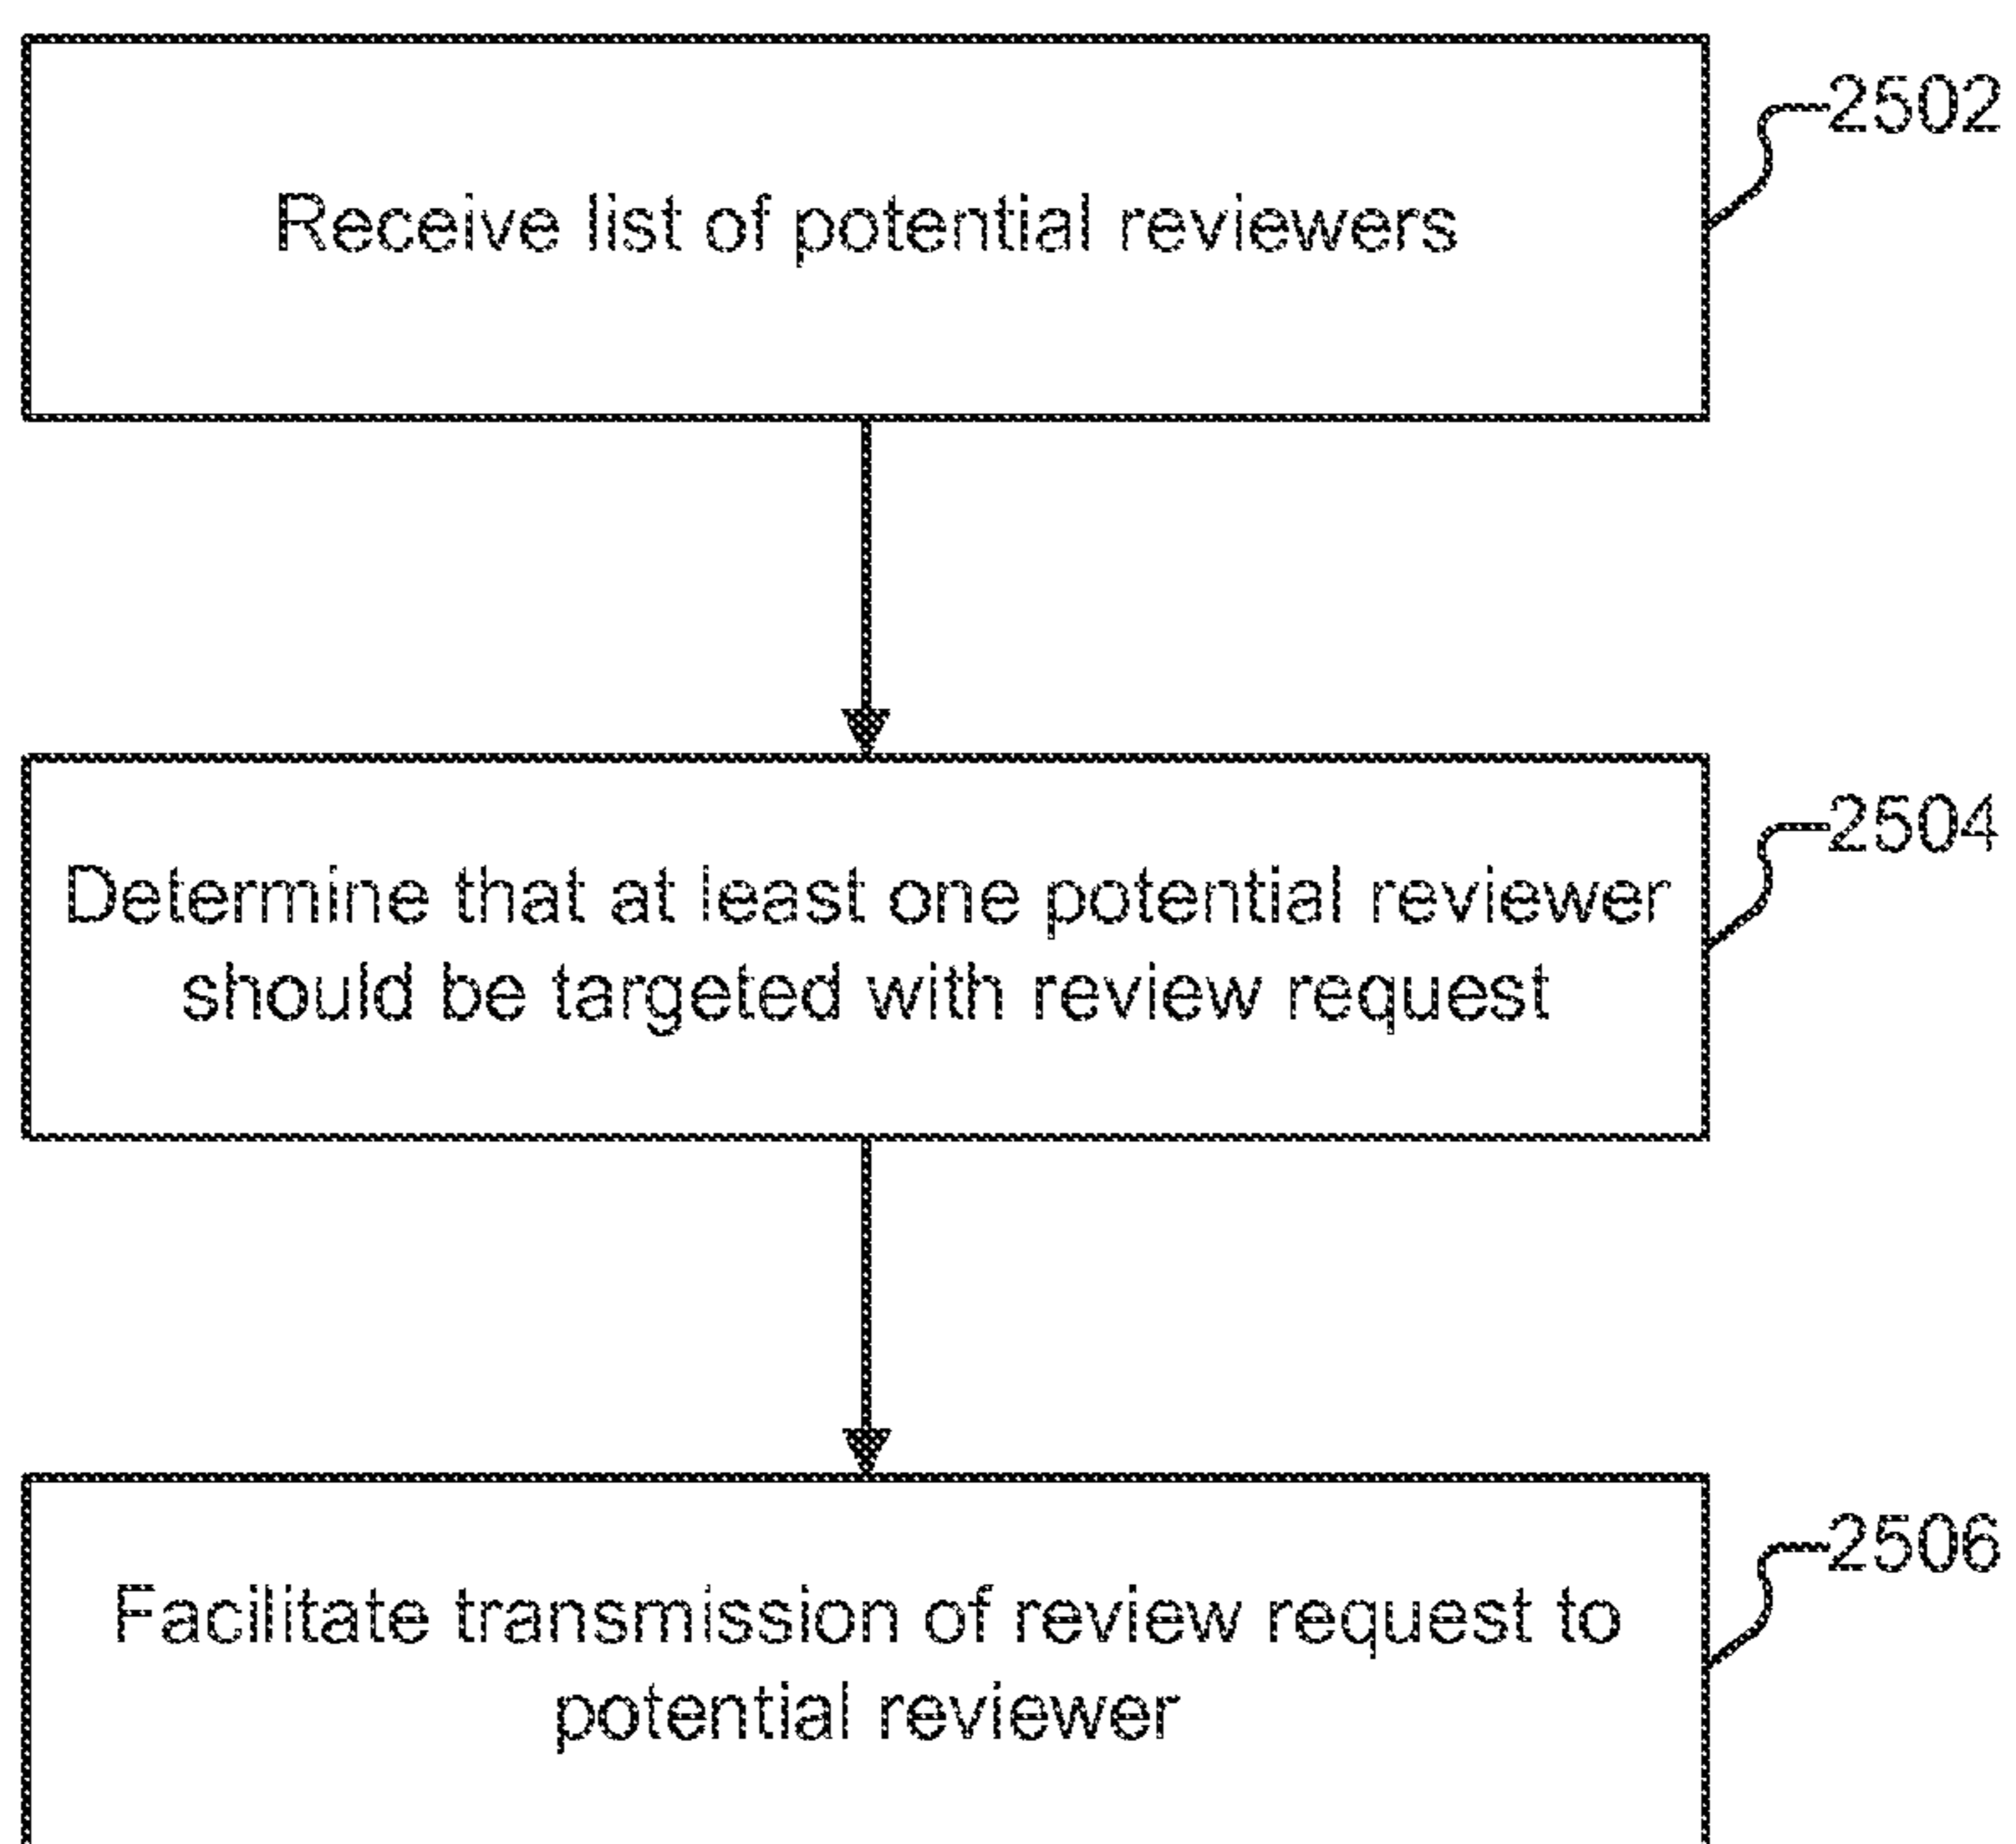 Receive list of potential reviewers
2502
Determine that at least one potential reviewer
should be targeted with review request
2504
Facilitate transmission of review request to
potential reviewer
2506